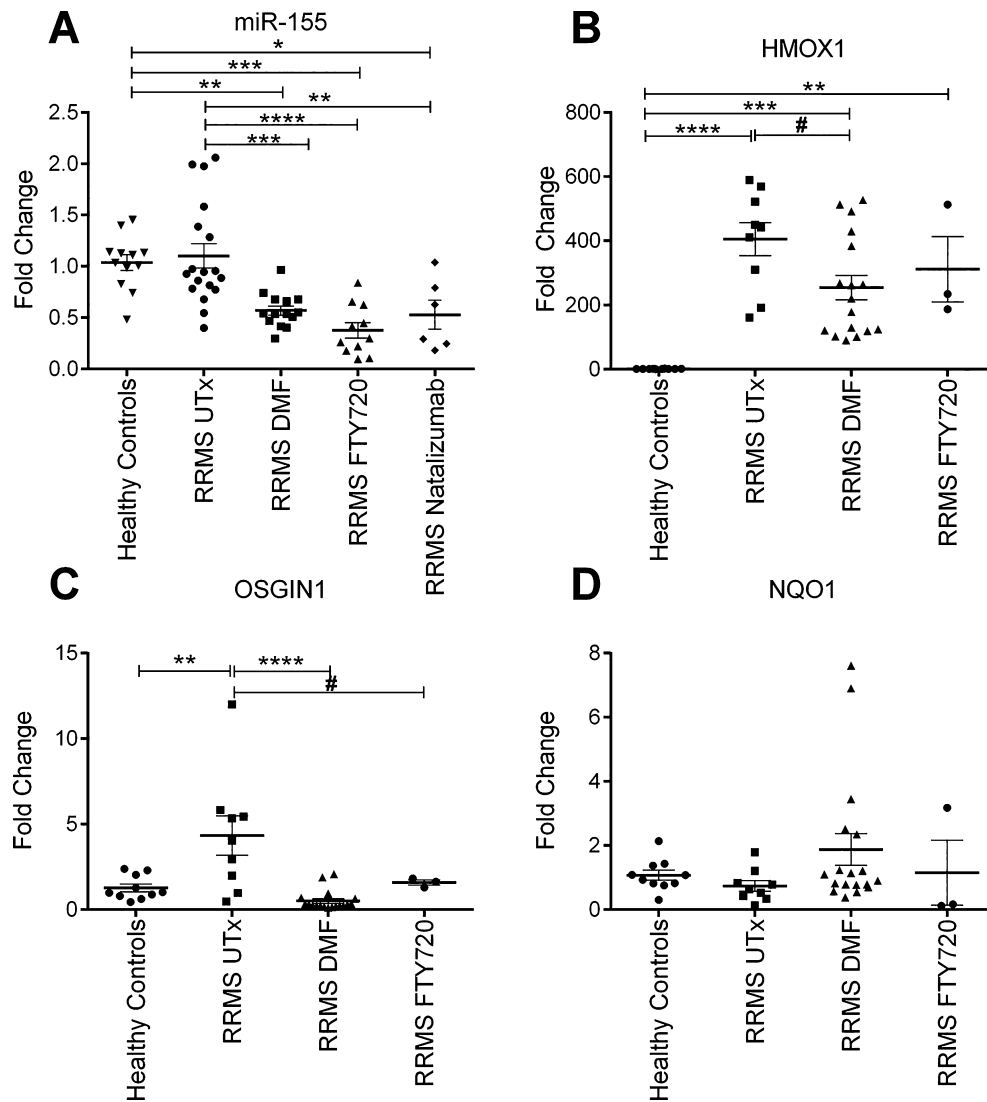 A
miR-155
*
***
**
**
****
***
Fold Change
2.5
2.0
1.5
1.0
0.5
0.0
Healthy Controls
RRMS UTx
RRMS DMF
RRMS FTY720
RRMS Natalizumab
B
HMOX1
**
***
****
#
Fold Change
800
600
400
200
0
Healthy Controls
RRMS UTx
RRMS DMF
RRMS FTY720
C
OSGIN1
**
****
#
Fold Change
15
10
5
0
Healthy Controls
RRMS UTx
RRMS DMF
RRMS FTY720
D
NQO1
Fold Change
8
6
4
2
0
Healthy Controls
RRMS UTx
RRMS DMF
RRMS FTY720